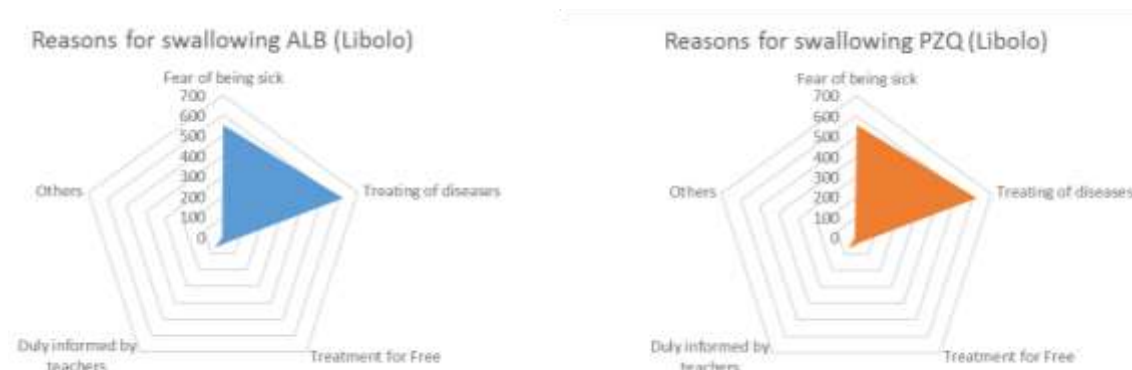 Reasons for swallowing ALB (Libolo)
Fear of being sick
700
600
500
400
300
200
100
0
Others
Treating of diseases
Duly informed by
teachers
Treatment for Free
Reasons for swallowing PZQ (Libolo)
Fear of being sick
700
600
500
400
300
200
100
0
Others
Treating of diseases
Duly informed by
teachers
Treatment for Free